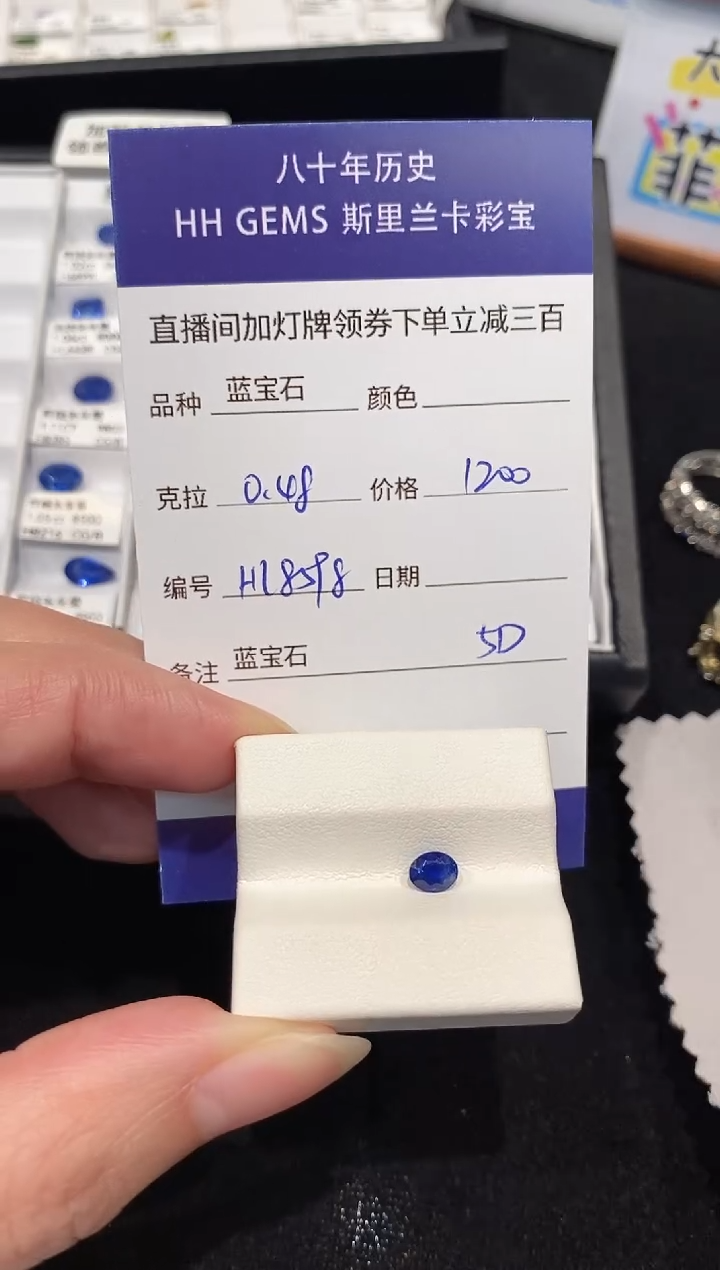 八十年历史
HH GEMS 斯里兰卡彩宝
直播间加灯牌领券下单立减三百
品种 蓝宝石 颜色
克拉 0.48 价格 1200
编号 H18598 日期
备注 蓝宝石 5D